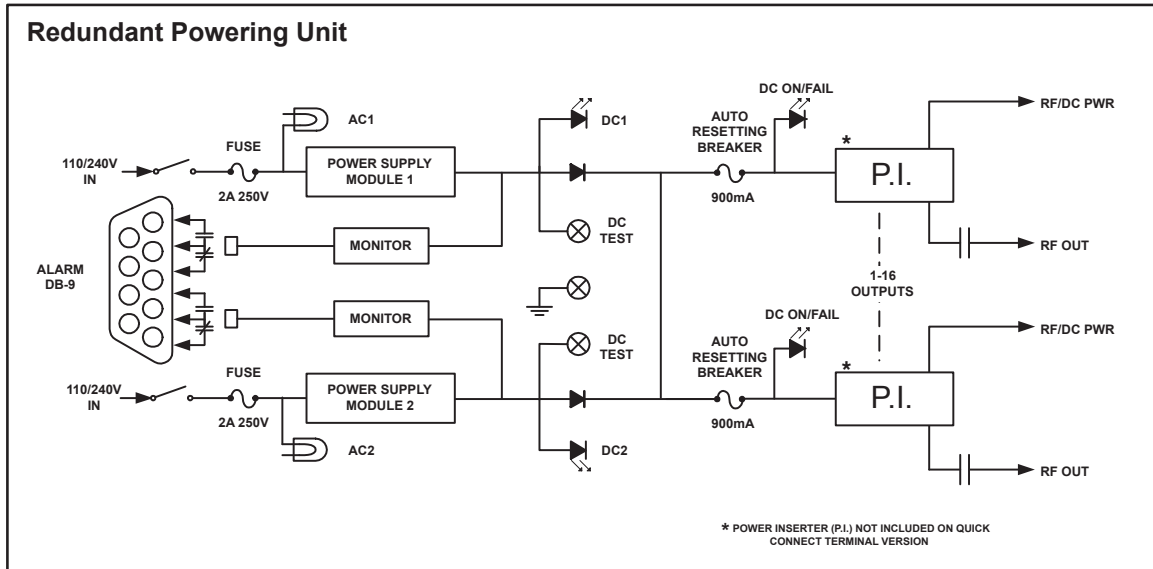 Redundant Powering Unit
DC ON/FAIL
RF/DC PWR
AC1
DC1
AUTO
RESETTING
BREAKER
FUSE
*
110/240V
IN
POWER SUPPLY
MODULE 1
P.I.
2A 250V
900mA
DC
TEST
MONITOR
RF OUT
ALARM
DB-9
1-16
OUTPUTS
MONITOR
DC ON/FAIL
RF/DC PWR
DC
TEST
AUTO
RESETTING
BREAKER
FUSE
*
110/240V
IN
POWER SUPPLY
MODULE 2
P.I.
2A 250V
900mA
AC2
DC2
RF OUT
* POWER INSERTER (P.I.) NOT INCLUDED ON QUICK
CONNECT TERMINAL VERSION